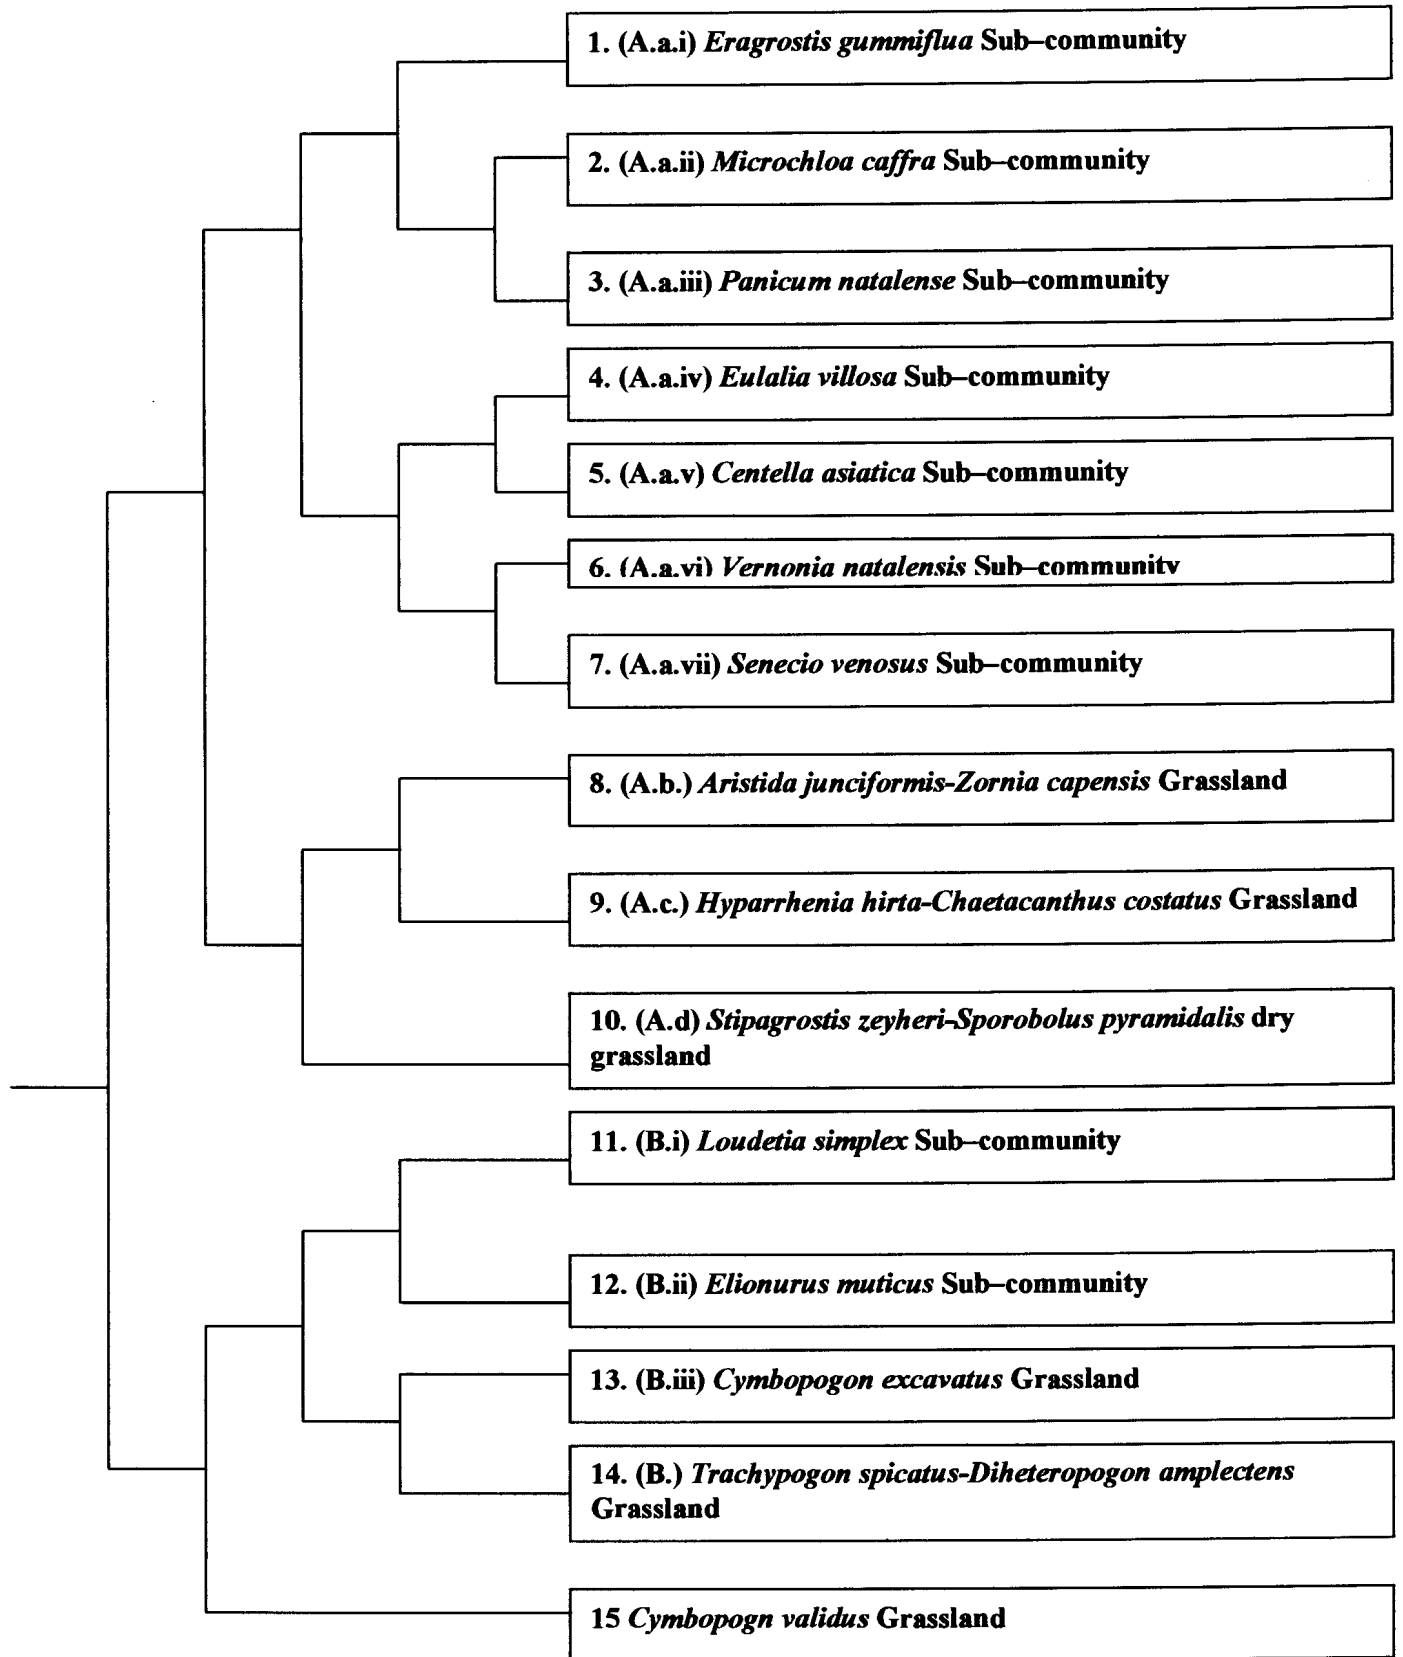 1. (A.a.i) Eragrostis gummiflua Sub–community
2. (A.a.ii) Microchloa caffra Sub–community
3. (A.a.iii) Panicum natalense Sub–community
4. (A.a.iv) Eulalia villosa Sub–community
5. (A.a.v) Centella asiatica Sub–community
6. (A.a.vi) Vernonia natalensis Sub–community
7. (A.a.vii) Senecio venosus Sub–community
8. (A.b.) Aristida junciformis-Zornia capensis Grassland
9. (A.c.) Hyparrhenia hirta-Chaetacanthus costatus Grassland
10. (A.d) Stipagrostis zeyheri-Sporobolus pyramidalis dry
grassland
11. (B.i) Loudetia simplex Sub–community
12. (B.ii) Elionurus muticus Sub–community
13. (B.iii) Cymbopogon excavatus Grassland
14. (B.) Trachypogon spicatus-Diheteropogon amplectens
Grassland
15 Cymbopogn validus Grassland